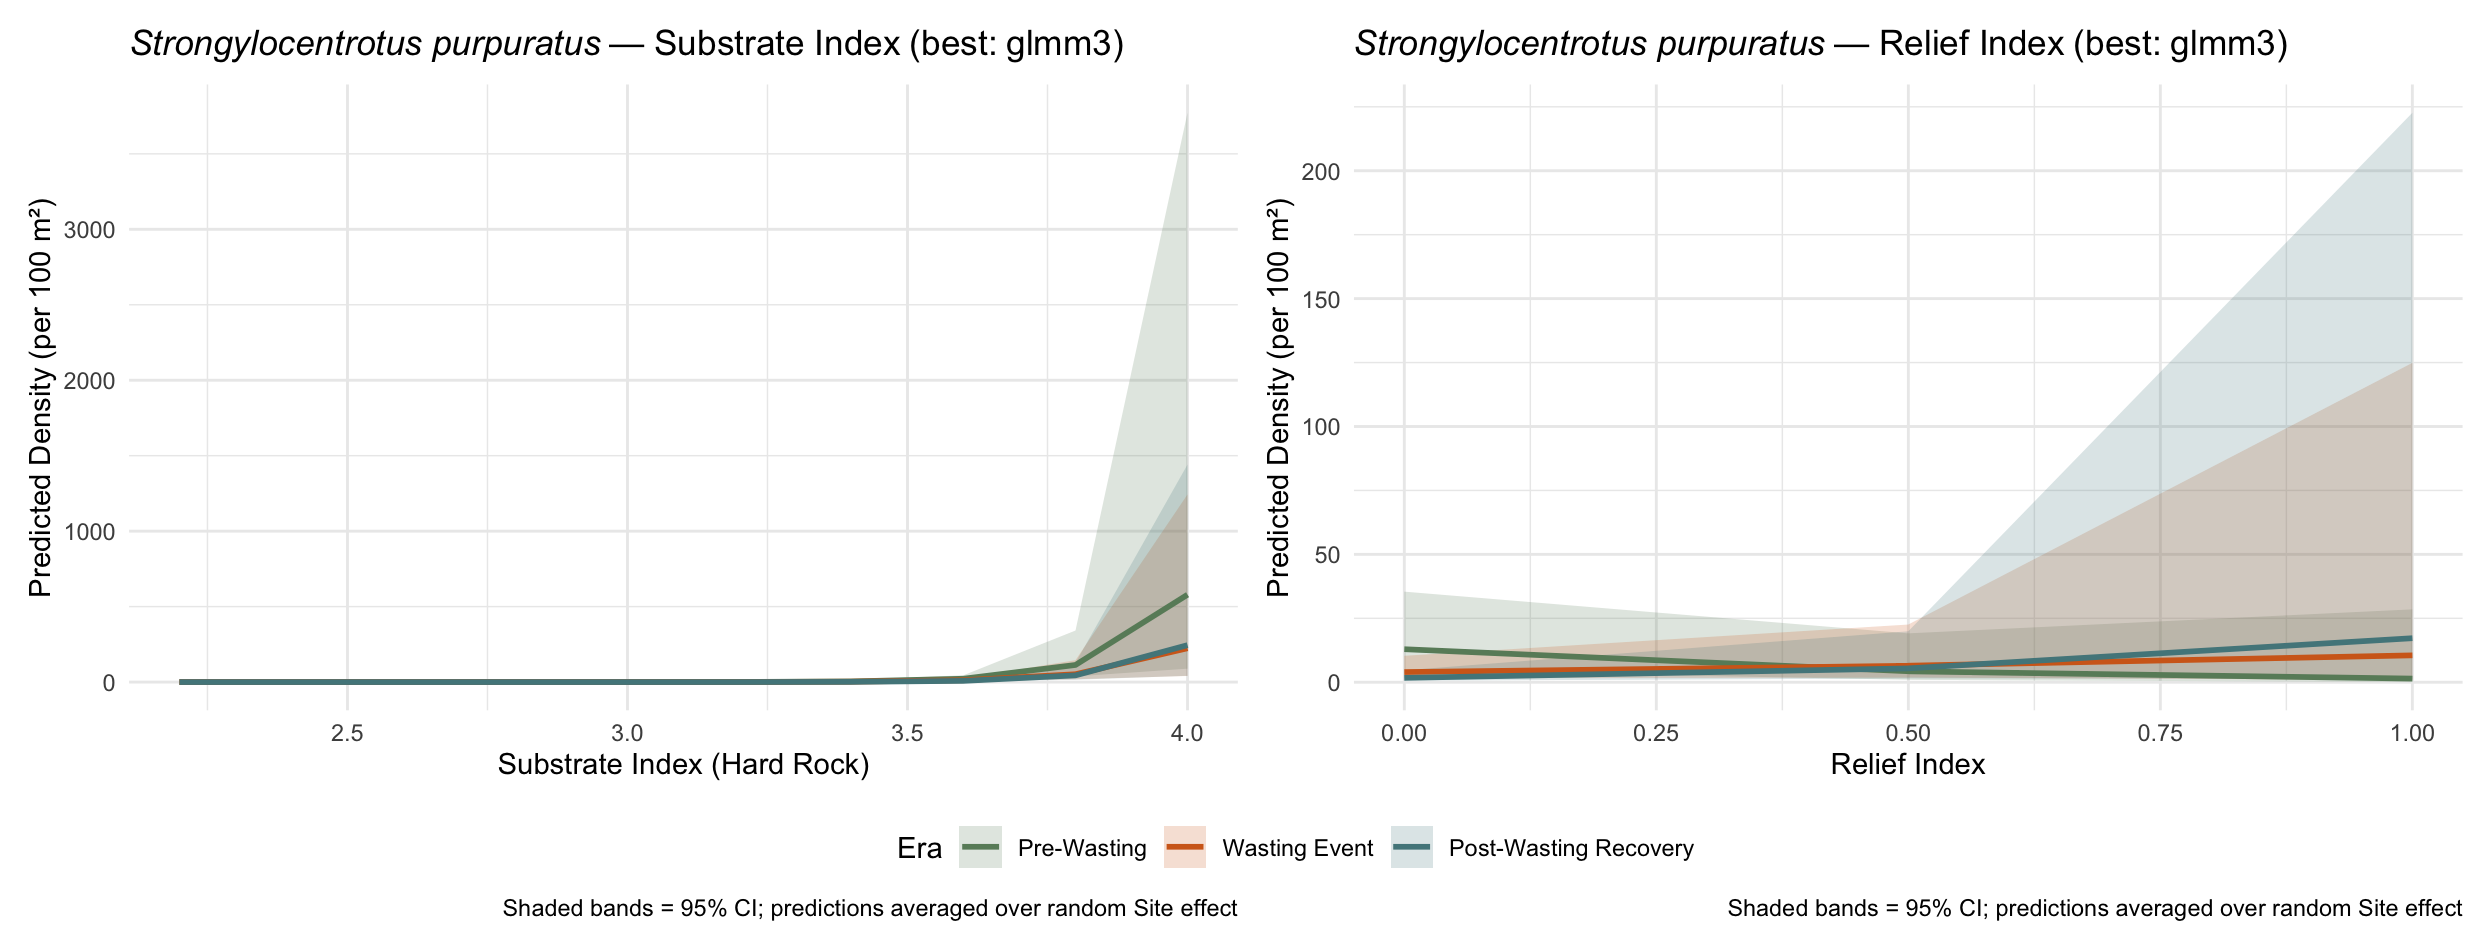 Strongylocentrotus purpuratus — Substrate Index (best: glmm3)
Predicted Density (per 100 m²)
3000
2000
1000
0
2.5 3.0 3.5 4.0
Substrate Index (Hard Rock)
Strongylocentrotus purpuratus — Relief Index (best: glmm3)
Predicted Density (per 100 m²)
200
150
100
50
0
0.00 0.25 0.50 0.75 1.00
Relief Index
Era Pre-Wasting Wasting Event Post-Wasting Recovery
Shaded bands = 95% CI; predictions averaged over random Site effect
Shaded bands = 95% CI; predictions averaged over random Site effect